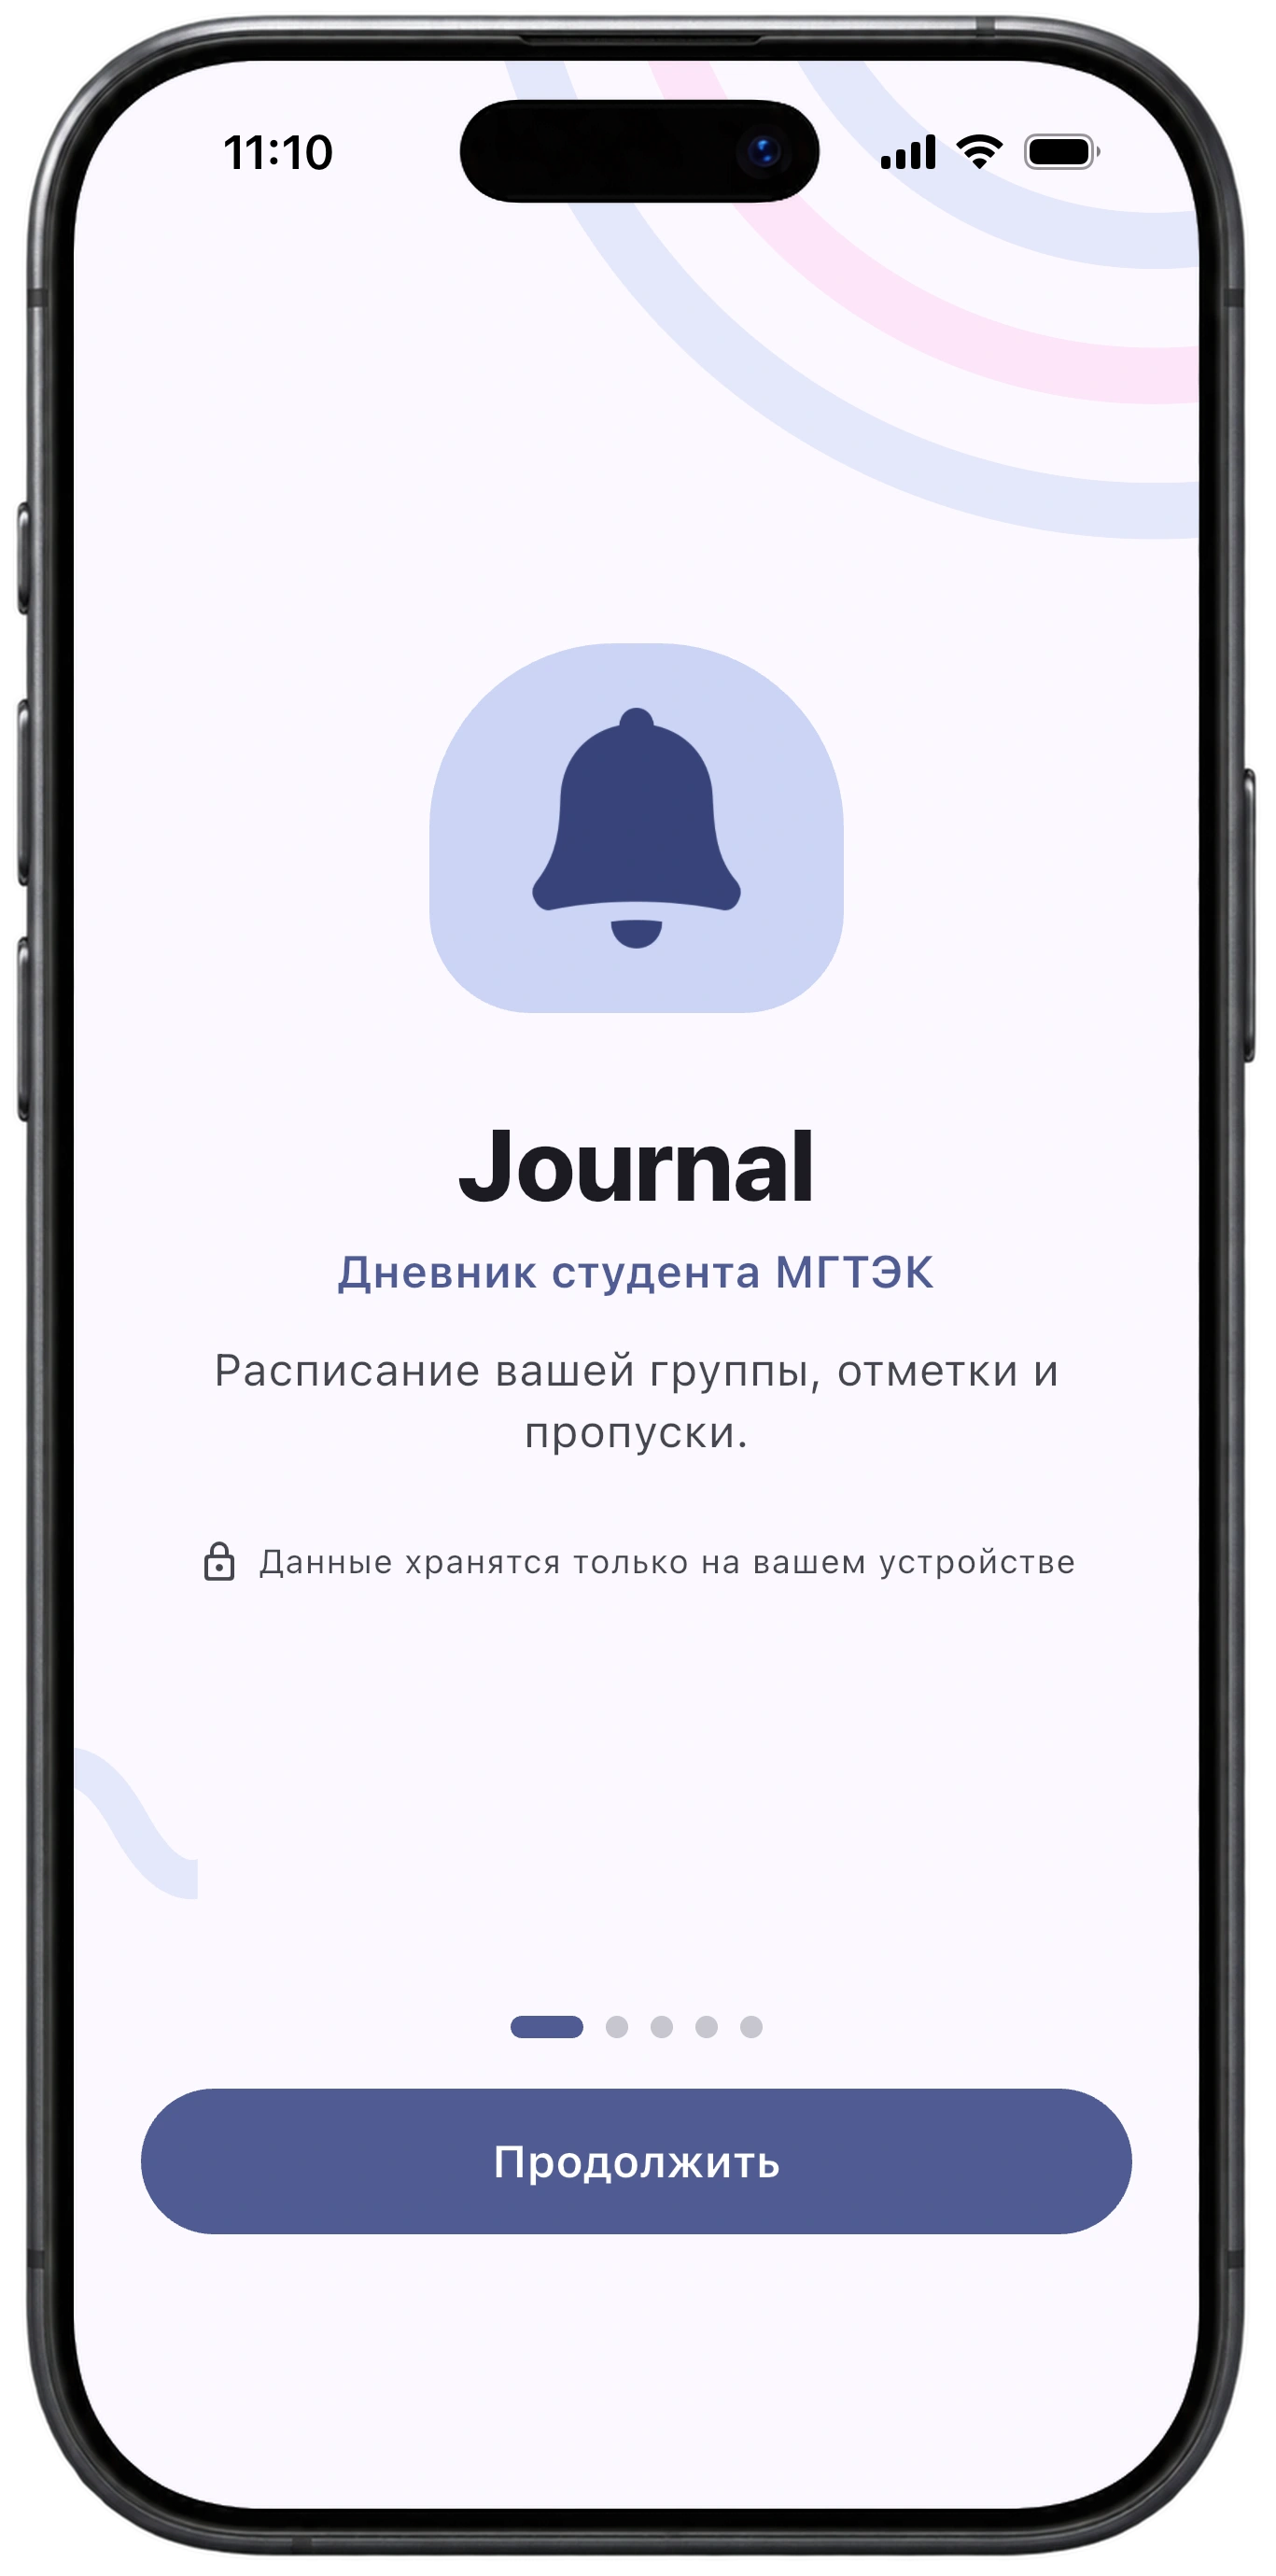 11:10
Journal
Дневник студента МГТЭК
Расписание вашей группы, отметки и
пропуски.
Данные хранятся только на вашем устройстве
Продолжить